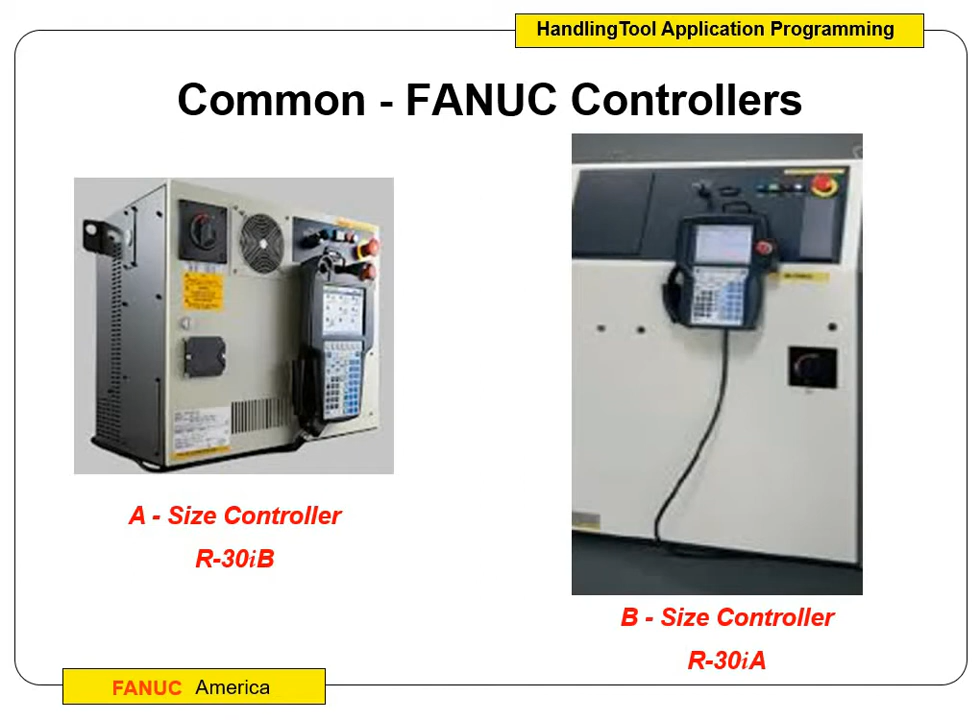 HandlingTool Application Programming
Common - FANUC Controllers
A - Size Controller
R-30iB
B - Size Controller
R-30iA
FANUC America